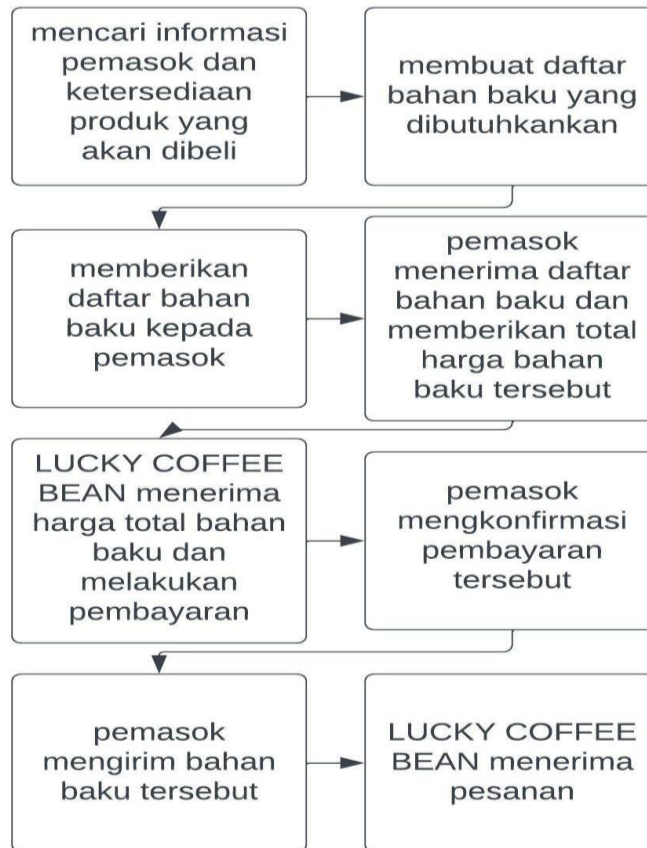 mencari informasi
pemasok dan
ketersediaan
produk yang
akan dibeli
membuat daftar
bahan baku yang
dibutuhkankan
memberikan
daftar bahan
baku kepada
pemasok
pemasok
menerima daftar
bahan baku dan
memberikan total
harga bahan
baku tersebut
LUCKY COFFEE
BEAN menerima
harga total bahan
baku dan
melakukan
pembayaran
pemasok
mengkonfirmasi
pembayaran
tersebut
pemasok
mengirim bahan
baku tersebut
LUCKY COFFEE
BEAN menerima
pesanan